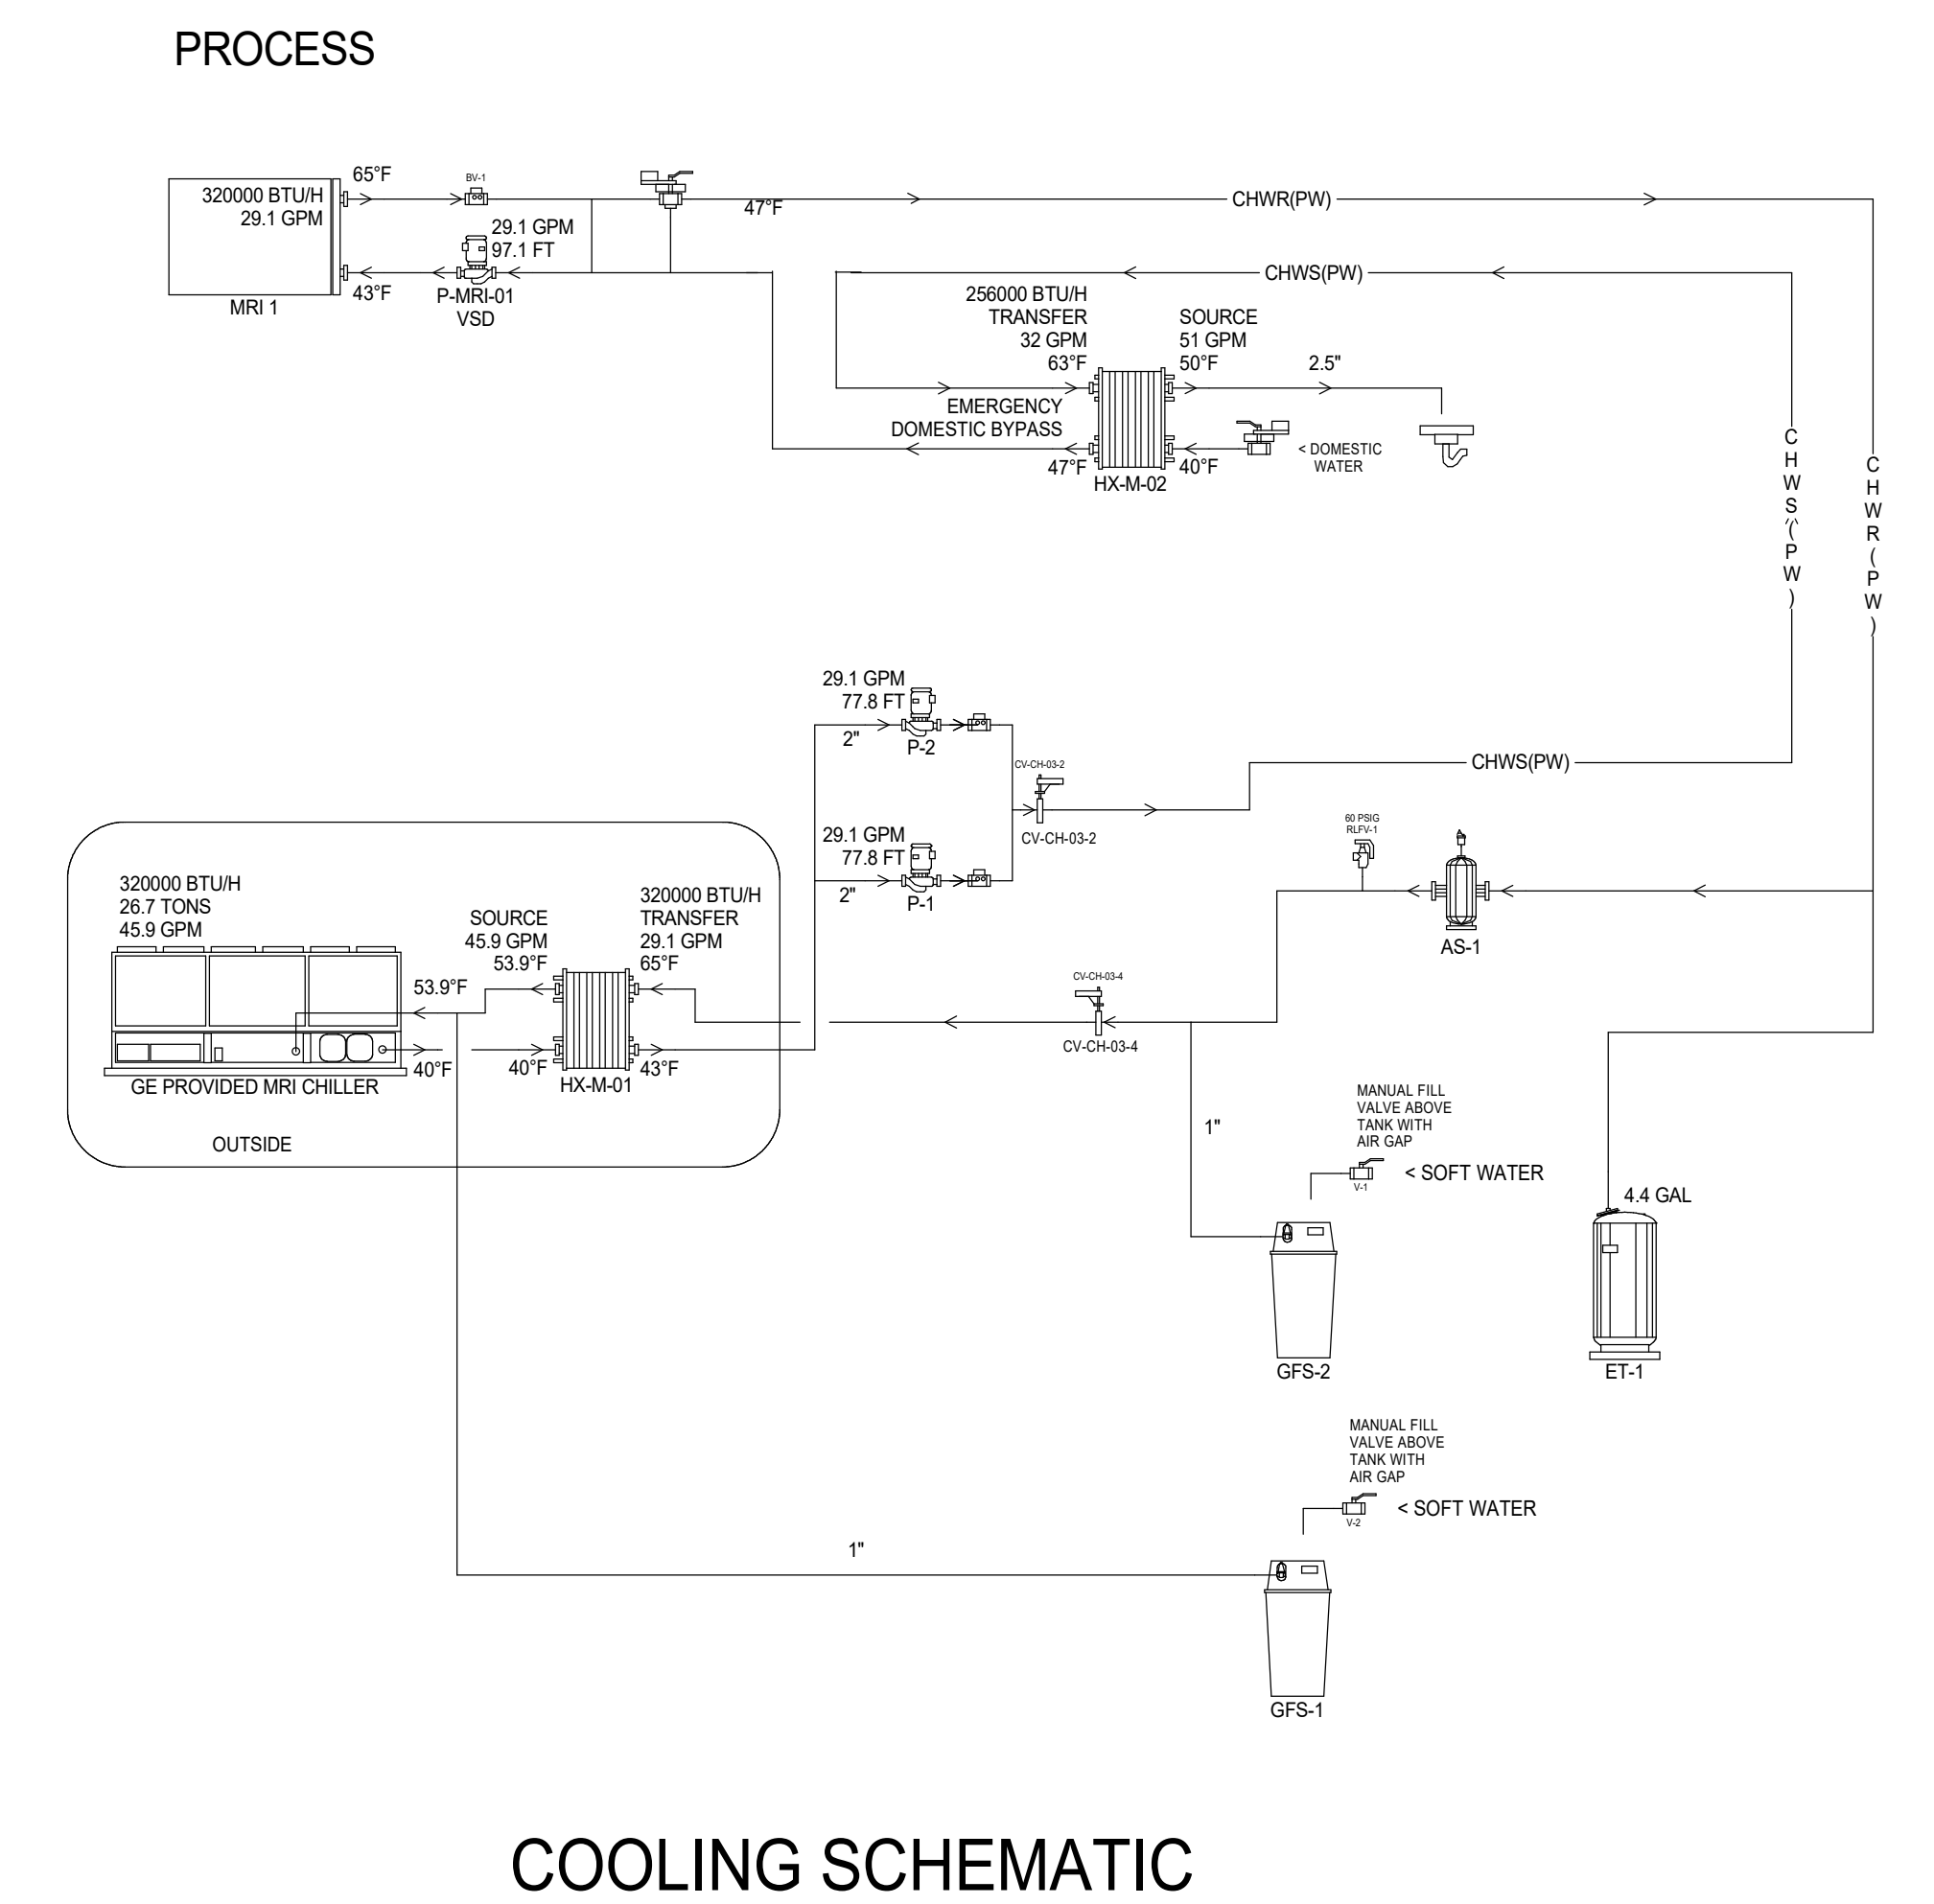 PROCESS
320000 BTU/H
29.1 GPM
MRI 1
65°F
43°F
BV-1
29.1 GPM
97.1 FT
P-MRI-01
VSD
47°F
CHWR(PW)
CHWS(PW)
256000 BTU/H
TRANSFER
32 GPM
63°F
SOURCE
51 GPM
50°F
2.5"
EMERGENCY
DOMESTIC BYPASS
47°F
40°F
HX-M-02
< DOMESTIC
WATER
CHWS(PW)
CHWR(PW)
29.1 GPM
77.8 FT
2"
P-2
CV-CH-03-2
CV-CH-03-2
CHWS(PW)
29.1 GPM
77.8 FT
2"
P-1
60 PSIG
RLFV-1
AS-1
320000 BTU/H
26.7 TONS
45.9 GPM
SOURCE
45.9 GPM
53.9°F
320000 BTU/H
TRANSFER
29.1 GPM
65°F
53.9°F
40°F
40°F
43°F
HX-M-01
GE PROVIDED MRI CHILLER
OUTSIDE
CV-CH-03-4
CV-CH-03-4
1"
MANUAL FILL
VALVE ABOVE
TANK WITH
AIR GAP
V-1
< SOFT WATER
GFS-2
4.4 GAL
ET-1
MANUAL FILL
VALVE ABOVE
TANK WITH
AIR GAP
V-2
< SOFT WATER
1"
GFS-1
COOLING SCHEMATIC